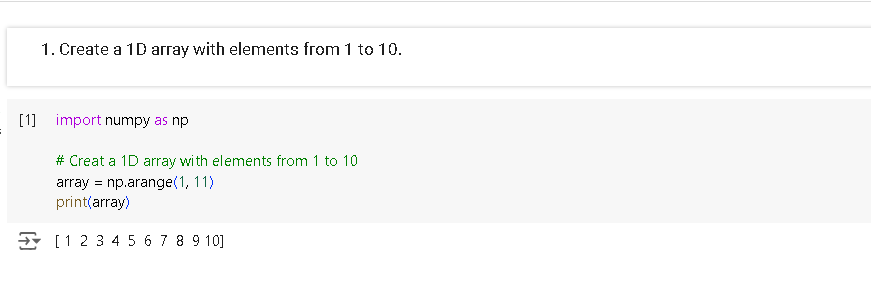 1. Create a 1D array with elements from 1 to 10.
[1] import numpy as np
# Creat a 1D array with elements from 1 to 10
array = np.arange(1, 11)
print(array)
[ 1 2 3 4 5 6 7 8 9 10]